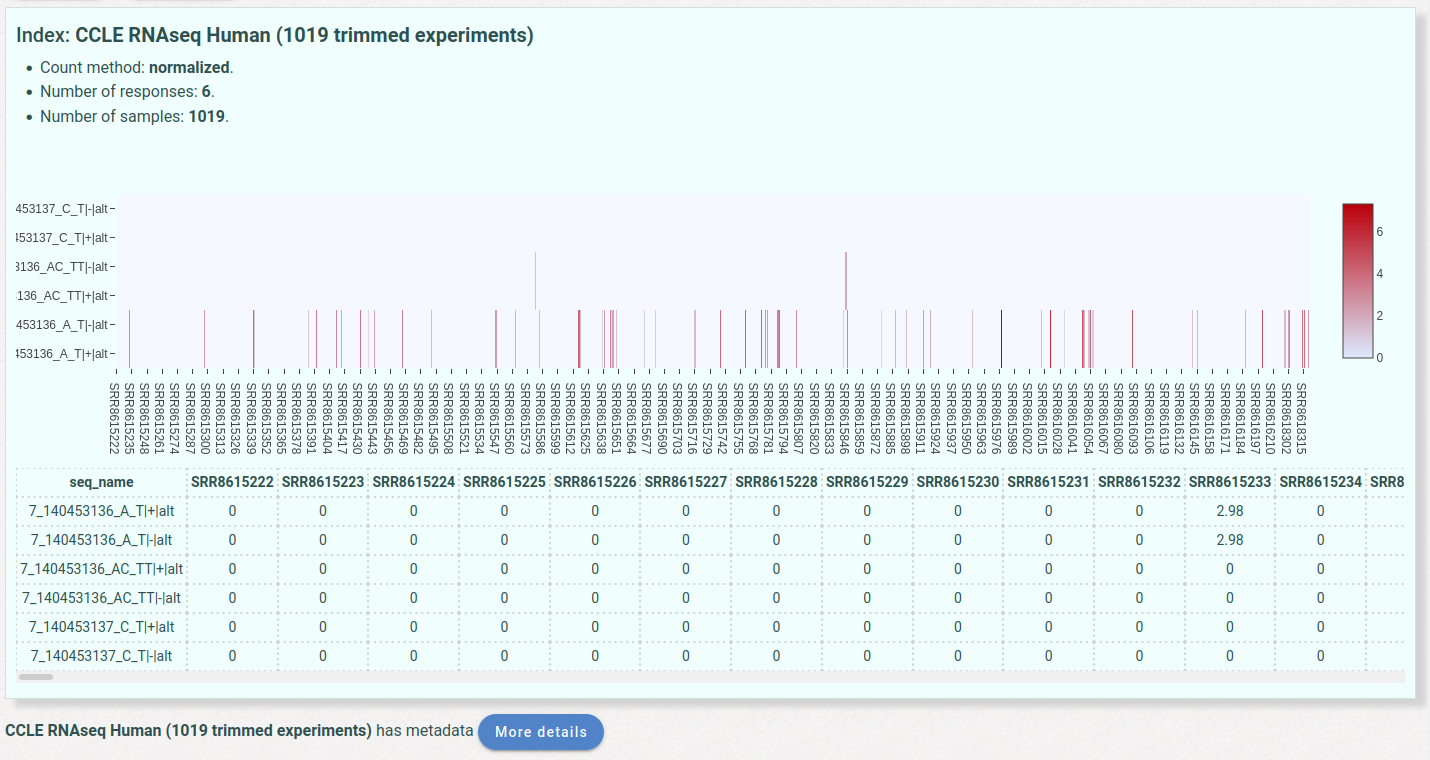 Index: CCLE RNAseq Human (1019 trimmed experiments)
Count method: normalized.
Number of responses: 6.
Number of samples: 1019.
453137_C_T|-|alt
453137_C_T|+|alt
3136_AC_TT|-|alt
136_AC_TT|+|alt
453136_A_T|-|alt
453136_A_T|+|alt
6
4
2
0
SRR8615222 SRR8615235 SRR8615248 SRR8615261 SRR8615274 SRR8615287 SRR8615300 SRR8615313 SRR8615326 SRR8615339 SRR8615352 SRR8615365 SRR8615378 SRR8615391 SRR8615404 SRR8615417 SRR8615430 SRR8615443 SRR8615456 SRR8615469 SRR8615482 SRR8615495 SRR8615508 SRR8615521 SRR8615534 SRR8615547 SRR8615560 SRR8615573 SRR8615586 SRR8615599 SRR8615612 SRR8615625 SRR8615638 SRR8615651 SRR8615664 SRR8615677 SRR8615690 SRR8615703 SRR8615716 SRR8615729 SRR8615742 SRR8615755 SRR8615768 SRR8615781 SRR8615794 SRR8615807 SRR8615820 SRR8615833 SRR8615846 SRR8615859 SRR8615872 SRR8615885 SRR8615898 SRR8615911 SRR8615924 SRR8615937 SRR8615950 SRR8615963 SRR8615976 SRR8615989 SRR8616002 SRR8616015 SRR8616028 SRR8616041 SRR8616054 SRR8616067 SRR8616080 SRR8616093 SRR8616106 SRR8616119 SRR8616132 SRR8616145 SRR8616158 SRR8616171 SRR8616184 SRR8616197 SRR8616210 SRR8618302 SRR8618315
seq_name SRR8615222 SRR8615223 SRR8615224 SRR8615225 SRR8615226 SRR8615227 SRR8615228 SRR8615229 SRR8615230 SRR8615231 SRR8615232 SRR8615233 SRR8615234 SRR8
7_140453136_A_T|+|alt 0 0 0 0 0 0 0 0 0 0 0 2.98 0
7_140453136_A_T|-|alt 0 0 0 0 0 0 0 0 0 0 0 2.98 0
7_140453136_AC_TT|+|alt 0 0 0 0 0 0 0 0 0 0 0 0 0
7_140453136_AC_TT|-|alt 0 0 0 0 0 0 0 0 0 0 0 0 0
7_140453137_C_T|+|alt 0 0 0 0 0 0 0 0 0 0 0 0 0
7_140453137_C_T|-|alt 0 0 0 0 0 0 0 0 0 0 0 0 0
CCLE RNAseq Human (1019 trimmed experiments) has metadata More details